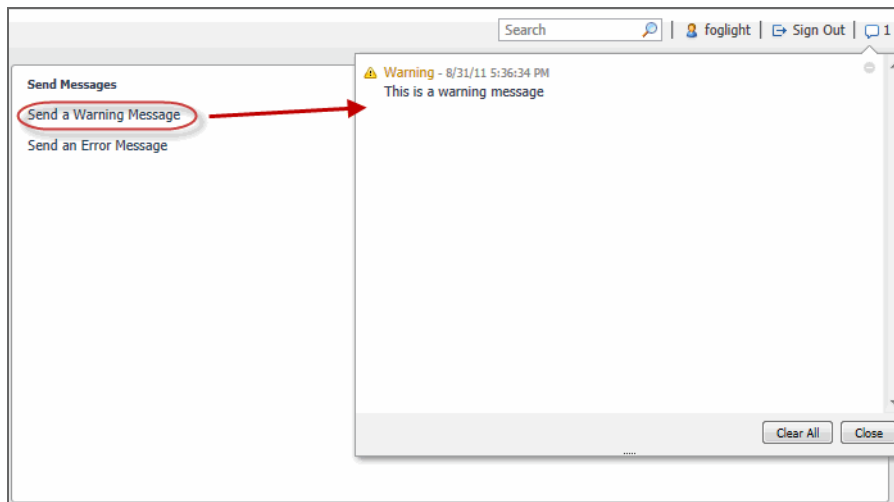 Search
foglight
Sign Out
1
Send Messages
Send a Warning Message
Send an Error Message
Warning - 8/31/11 5:36:34 PM
This is a warning message
Clear All
Close